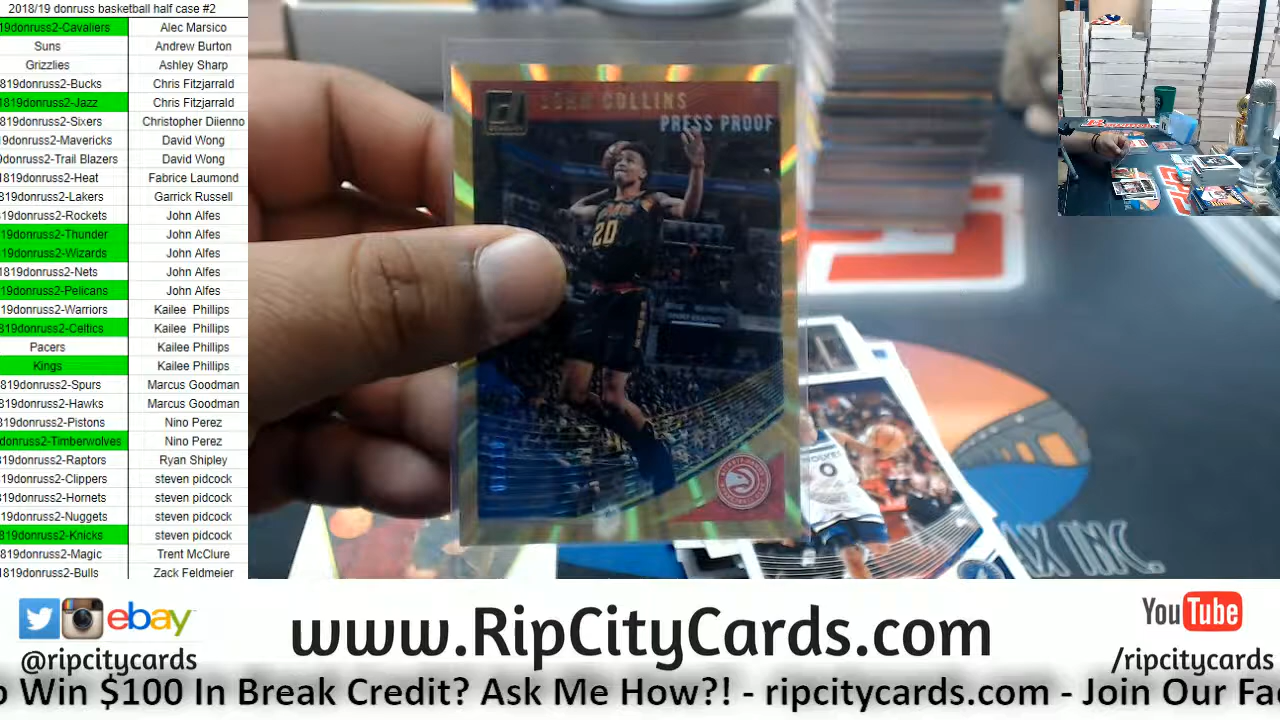 2018/19 donruss basketball half case #2
19donruss2-Cavaliers Alec Marsico
Suns Andrew Burton
Grizzlies Ashley Sharp
1819donruss2-Bucks Chris Fitzjarrald
1819donruss2-Jazz Chris Fitzjarrald
819donruss2-Sixers Christopher Diienno
9donruss2-Mavericks David Wong
donruss2-Trail Blazers David Wong
819donruss2-Heat Fabrice Laumond
819donruss2-Lakers Garrick Russell
19donruss2-Rockets John Alfes
19donruss2-Thunder John Alfes
19donruss2-Wizards John Alfes
1819donruss2-Nets John Alfes
19donruss2-Pelicans John Alfes
19donruss2-Warriors Kailee Phillips
819donruss2-Celtics Kailee Phillips
Pacers Kailee Phillips
Kings Kailee Phillips
819donruss2-Spurs Marcus Goodman
819donruss2-Hawks Marcus Goodman
19donruss2-Pistons Nino Perez
donruss2-Timberwolves Nino Perez
19donruss2-Raptors Ryan Shipley
19donruss2-Clippers steven pidcock
19donruss2-Hornets steven pidcock
19donruss2-Nuggets steven pidcock
819donruss2-Knicks steven pidcock
819donruss2-Magic Trent McClure
1819donruss2-Bulls Zack Feldmeier
JOHN COLLINS
PRESS PROOF
20
WOLVES
0
INC.
ebay
@ripcitycards
www.RipCityCards.com
YouTube
/ripcitycards
o Win $100 In Break Credit? Ask Me How?! - ripcitycards.com - Join Our Fac